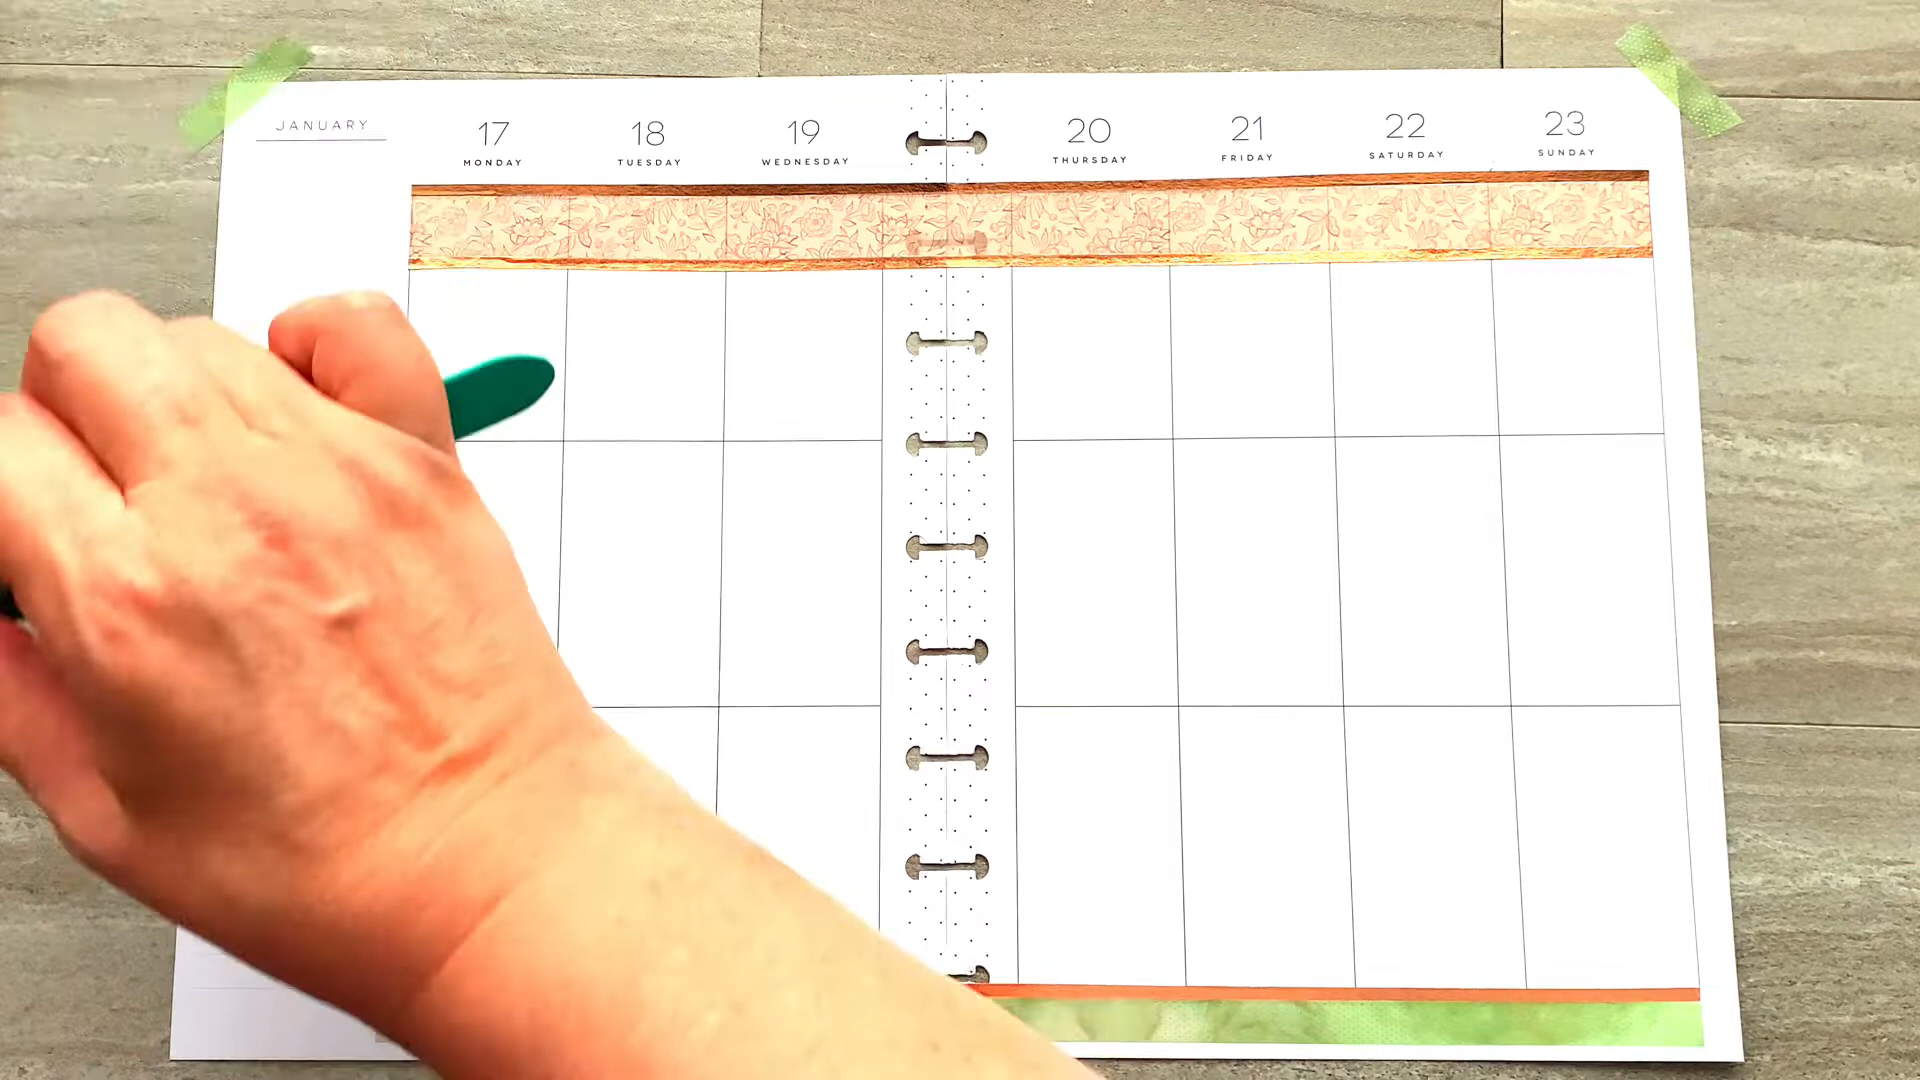 JANUARY
17 18 19 20 21 22 23
MONDAY TUESDAY WEDNESDAY THURSDAY FRIDAY SATURDAY SUNDAY